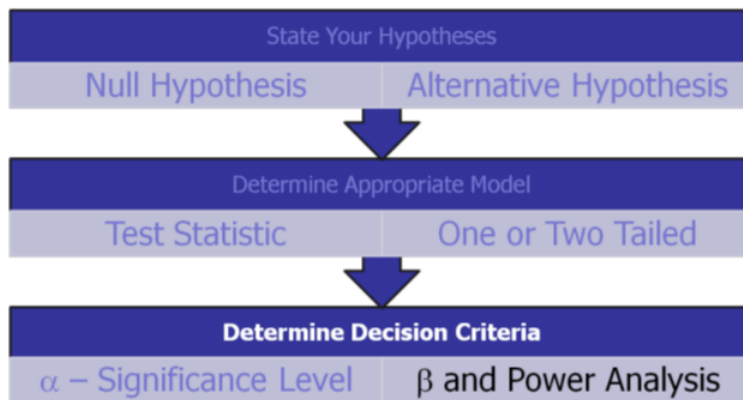 State Your Hypotheses
Null Hypothesis
Alternative Hypothesis
Determine Appropriate Model
Test Statistic
One or Two Tailed
Determine Decision Criteria
α – Significance Level
β and Power Analysis